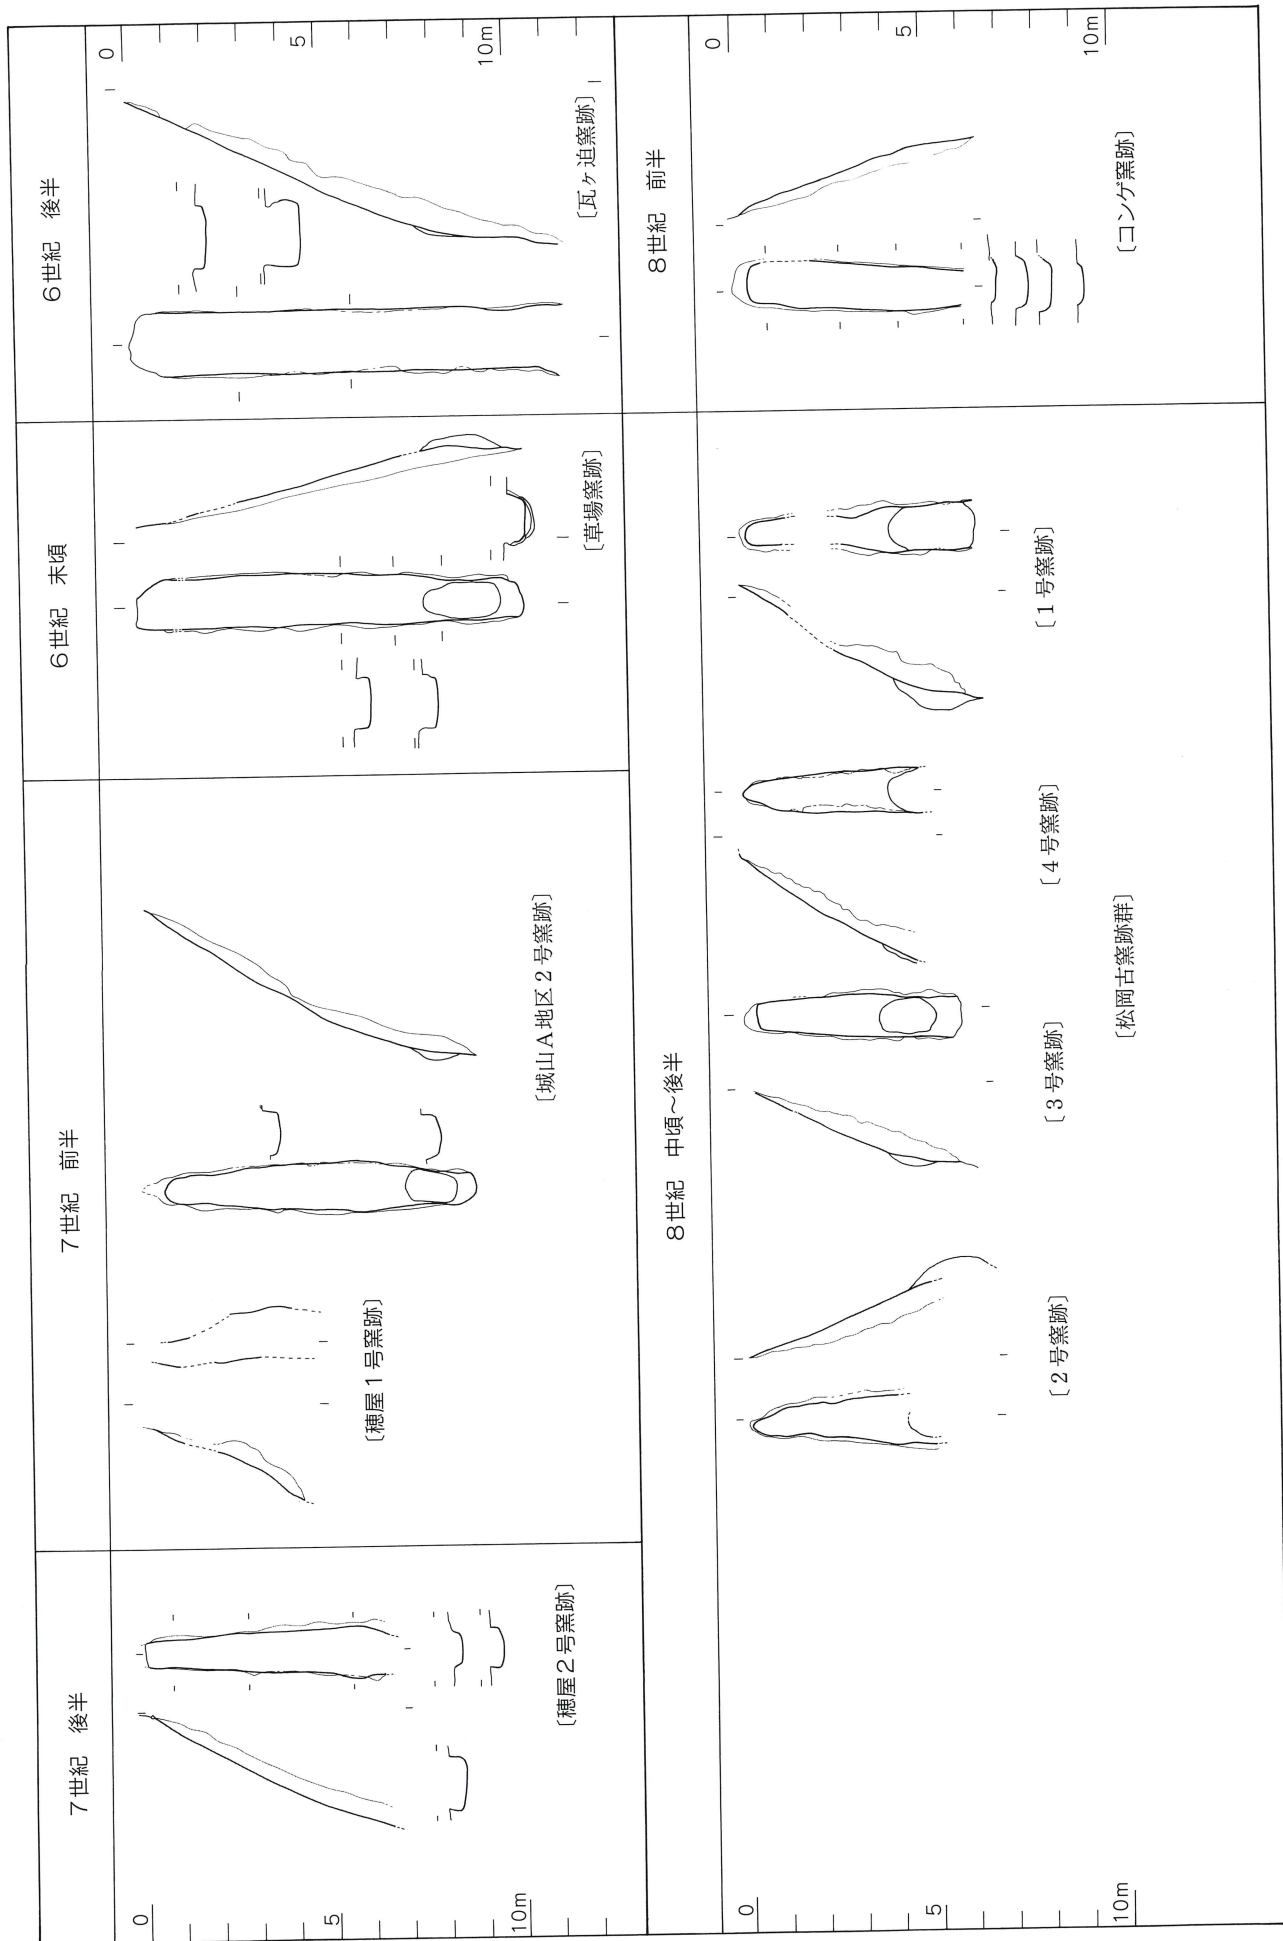 7世紀 後半
7世紀 前半
6世紀 末頃
6世紀 後半
0
5
10m
〔穂屋2号窯跡〕
〔穂屋1号窯跡〕
〔城山A地区2号窯跡〕
〔草場窯跡〕
〔瓦ヶ迫窯跡〕
0
5
10m
8世紀 中頃～後半
8世紀 前半
0
5
10m
〔2号窯跡〕
〔3号窯跡〕
〔4号窯跡〕
〔1号窯跡〕
〔松岡古窯跡群〕
〔コンゲ窯跡〕
0
5
10m